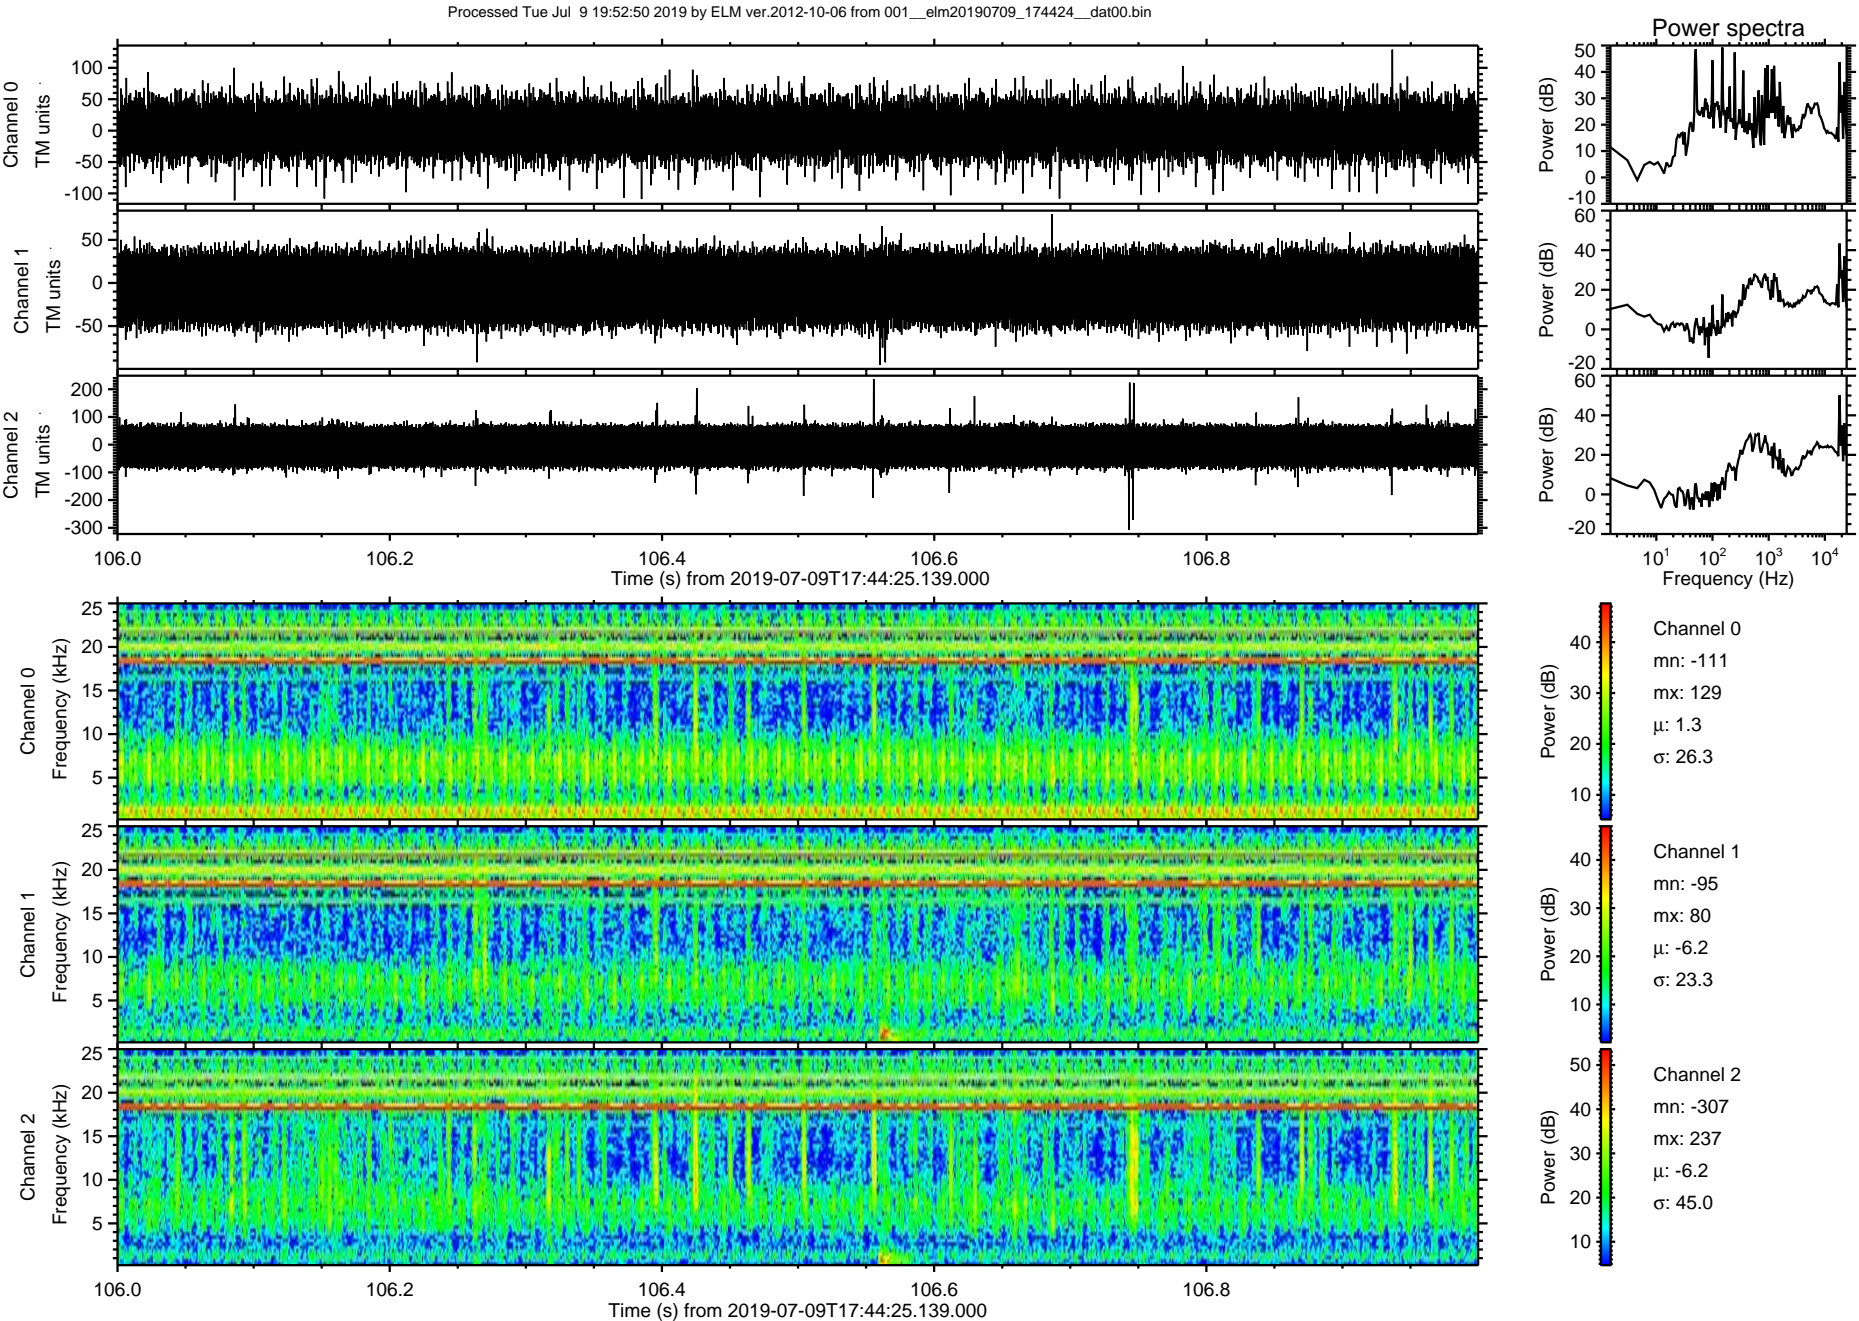 Processed Tue Jul 9 19:52:50 2019 by ELM ver.2012-10-06 from 001__elm20190709_174424__dat00.bin
Power spectra
Channel 0
TM units
100
50
0
-50
-100
Power (dB)
50
40
30
20
10
0
-10
Channel 1
TM units
50
0
-50
Power (dB)
60
40
20
0
-20
Channel 2
TM units
200
100
0
-100
-200
-300
Power (dB)
60
40
20
0
-20
106.0 106.2 106.4 106.6 106.8
Time (s) from 2019-07-09T17:44:25.139.000
10¹ 10² 10³ 10⁴
Frequency (Hz)
Channel 0
Frequency (kHz)
25
20
15
10
5
Power (dB)
40
30
20
10
Channel 0
mn: -111
mx: 129
μ: 1.3
σ: 26.3
Channel 1
Frequency (kHz)
25
20
15
10
5
Power (dB)
40
30
20
10
Channel 1
mn: -95
mx: 80
μ: -6.2
σ: 23.3
Channel 2
Frequency (kHz)
25
20
15
10
5
Power (dB)
50
40
30
20
10
Channel 2
mn: -307
mx: 237
μ: -6.2
σ: 45.0
106.0 106.2 106.4 106.6 106.8
Time (s) from 2019-07-09T17:44:25.139.000